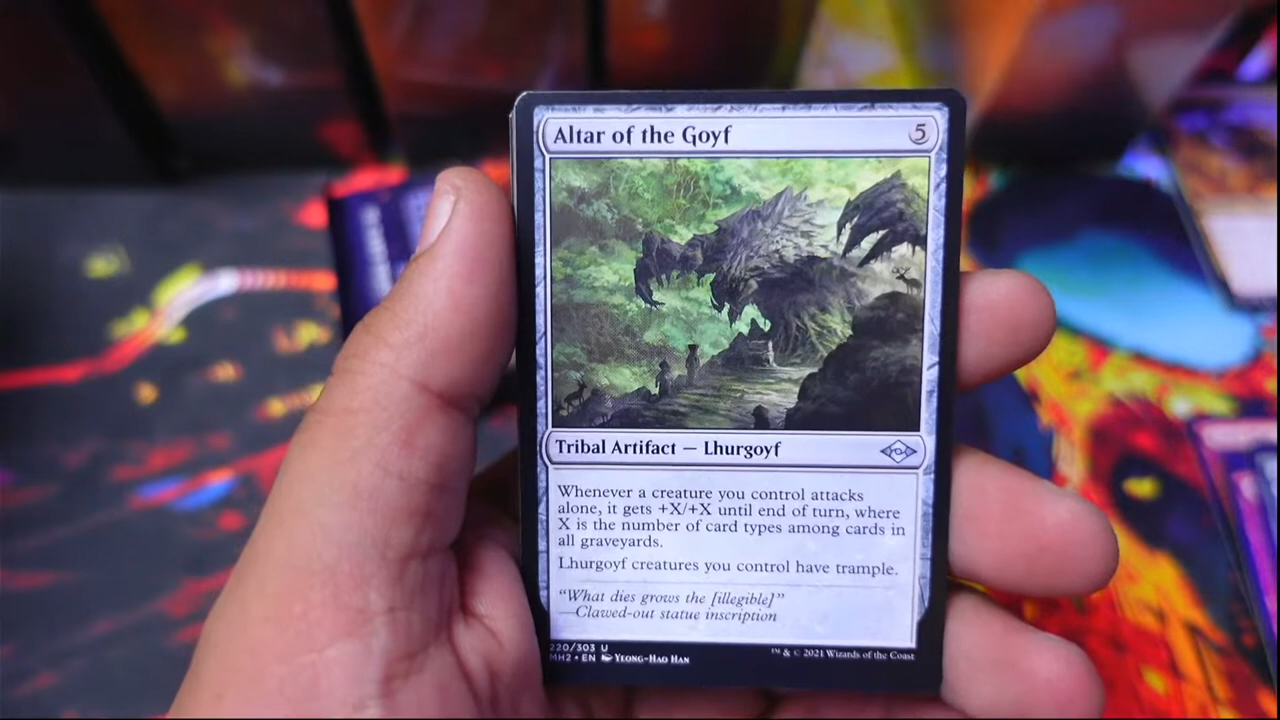 Altar of the Goyf 5
Tribal Artifact — Lhurgoyf
Whenever a creature you control attacks
alone, it gets +X/+X until end of turn, where
X is the number of card types among cards in
all graveyards.
Lhurgoyf creatures you control have trample.
“What dies grows the [illegible]”
—Clawed-out statue inscription
220/303 U
MH2 • EN Yeong-Hao Han
™ & © 2021 Wizards of the Coast